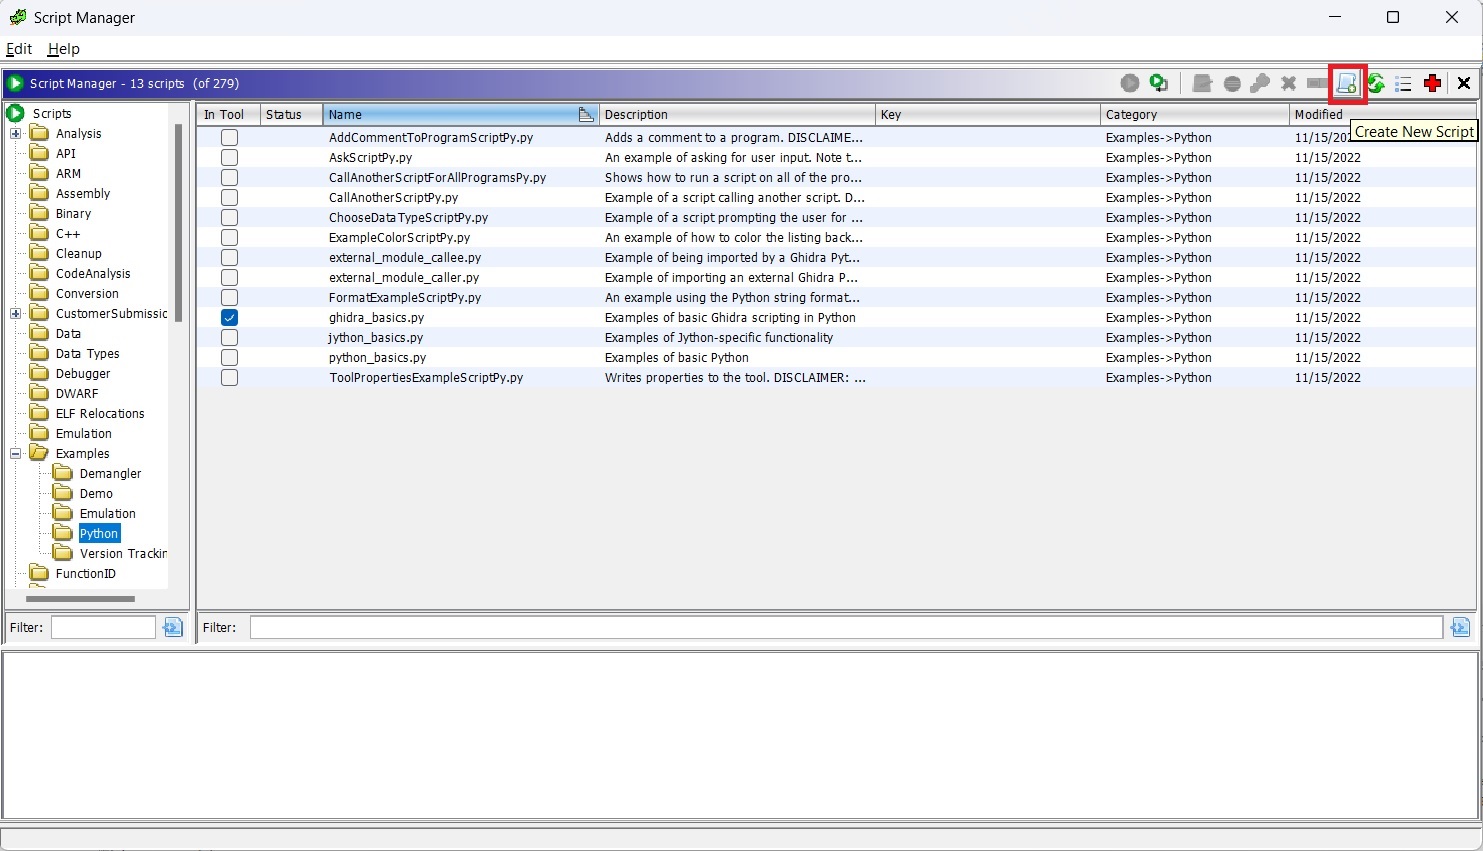 Script Manager
Edit Help
Script Manager - 13 scripts (of 279)
Create New Script
Scripts
Analysis
API
ARM
Assembly
Binary
C++
Cleanup
CodeAnalysis
Conversion
CustomerSubmissic
Data
Data Types
Debugger
DWARF
ELF Relocations
Emulation
Examples
Demangler
Demo
Emulation
Python
Version Trackin
FunctionID
Filter:
In Tool Status Name Description Key Category Modified
AddCommentToProgramScriptPy.py Adds a comment to a program. DISCLAIME... Examples->Python 11/15/202
AskScriptPy.py An example of asking for user input. Note t... Examples->Python 11/15/2022
CallAnotherScriptForAllProgramsPy.py Shows how to run a script on all of the pro... Examples->Python 11/15/2022
CallAnotherScriptPy.py Example of a script calling another script. D... Examples->Python 11/15/2022
ChooseDataTypeScriptPy.py Example of a script prompting the user for ... Examples->Python 11/15/2022
ExampleColorScriptPy.py An example of how to color the listing back... Examples->Python 11/15/2022
external_module_callee.py Example of being imported by a Ghidra Pyt... Examples->Python 11/15/2022
external_module_caller.py Example of importing an external Ghidra P... Examples->Python 11/15/2022
FormatExampleScriptPy.py An example using the Python string format... Examples->Python 11/15/2022
ghidra_basics.py Examples of basic Ghidra scripting in Python Examples->Python 11/15/2022
jython_basics.py Examples of Jython-specific functionality Examples->Python 11/15/2022
python_basics.py Examples of basic Python Examples->Python 11/15/2022
ToolPropertiesExampleScriptPy.py Writes properties to the tool. DISCLAIMER: ... Examples->Python 11/15/2022
Filter: